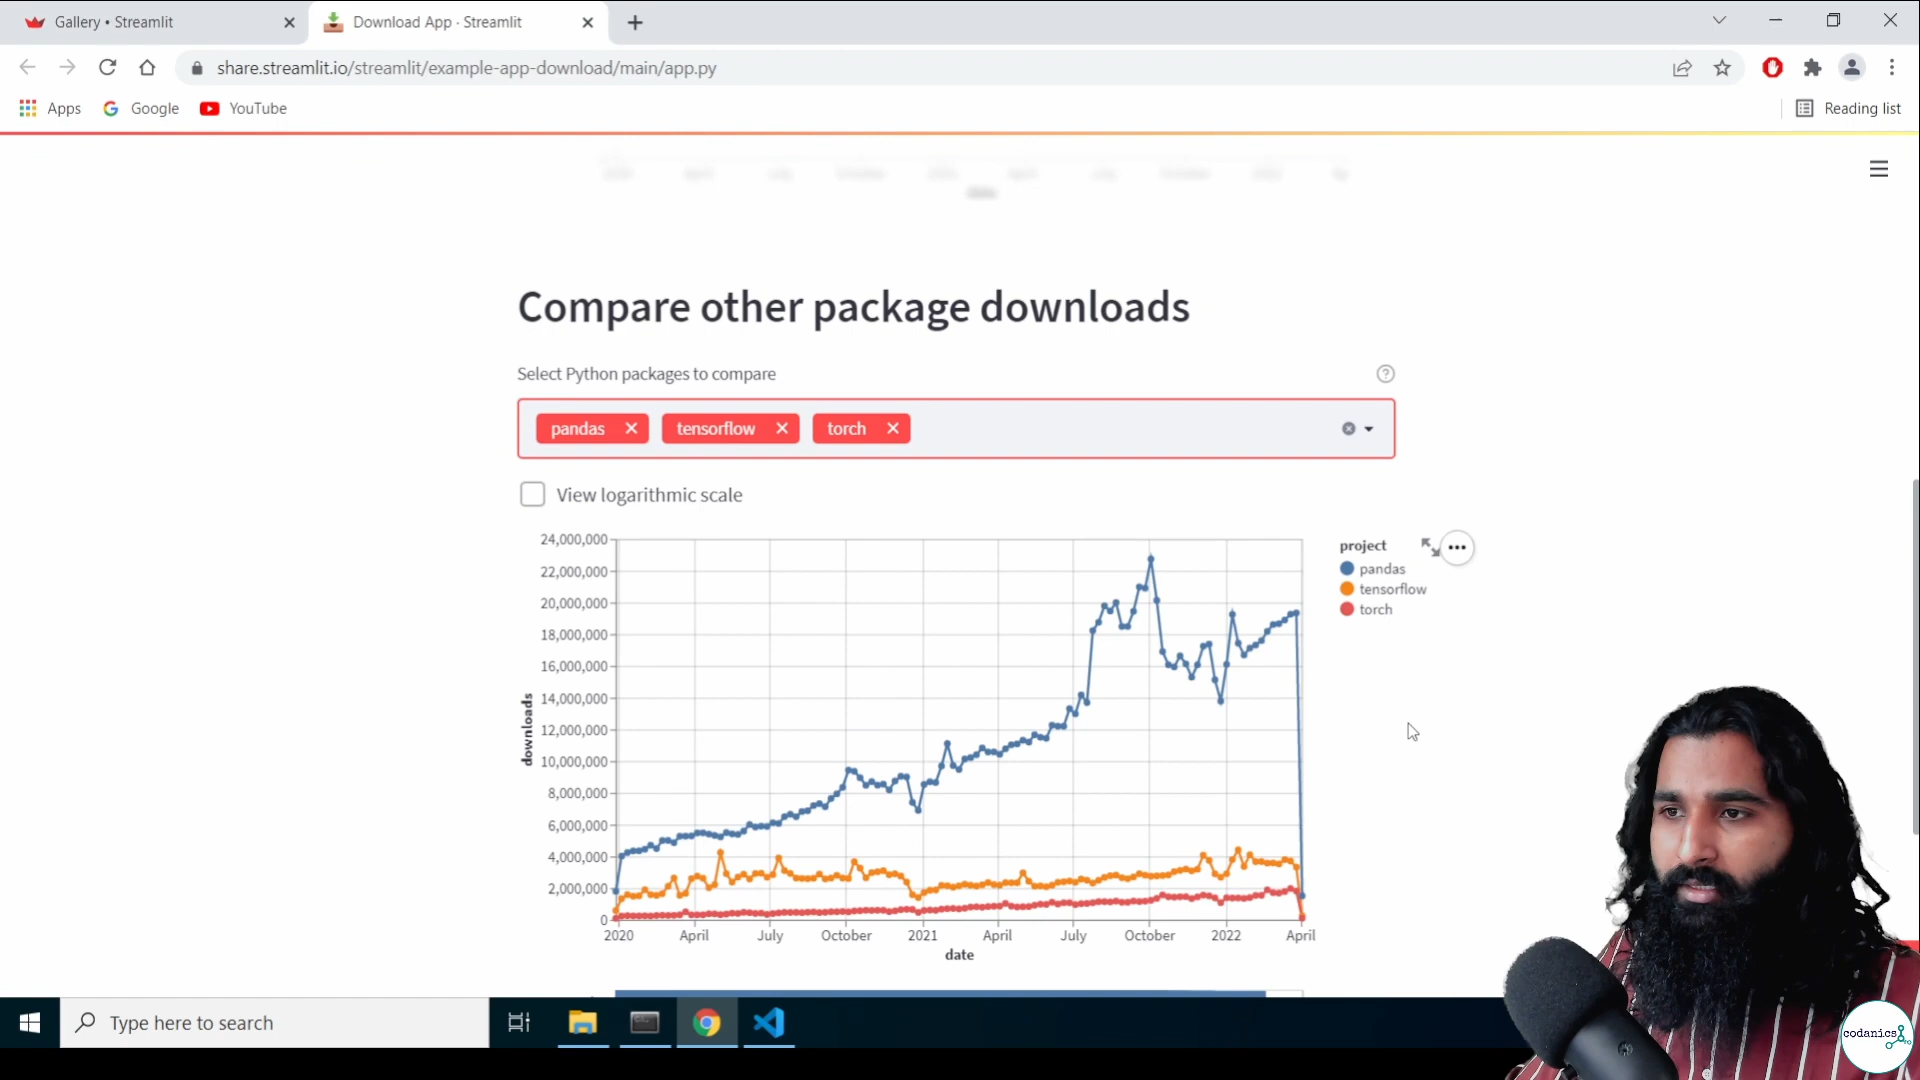 Gallery • Streamlit
Download App · Streamlit
share.streamlit.io/streamlit/example-app-download/main/app.py
Apps Google YouTube
Reading list
Compare other package downloads
Select Python packages to compare
pandas tensorflow torch
View logarithmic scale
24,000,000
22,000,000
20,000,000
18,000,000
16,000,000
14,000,000
12,000,000
10,000,000
8,000,000
6,000,000
4,000,000
2,000,000
0
downloads
2020 April July October 2021 April July October 2022 April
date
project
pandas
tensorflow
torch
Type here to search
codanics